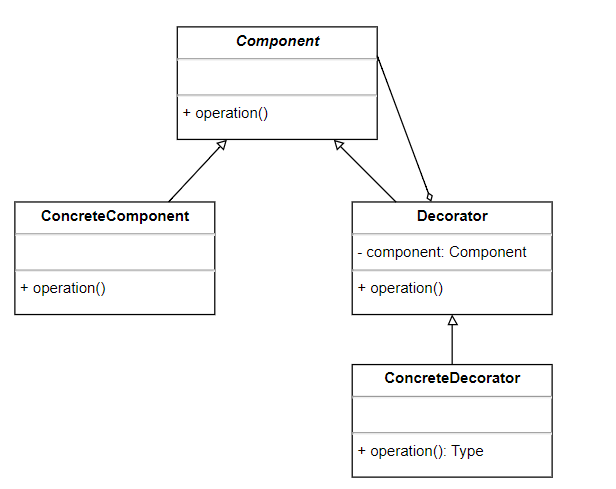 Component
+ operation()
ConcreteComponent
+ operation()
Decorator
- component: Component
+ operation()
ConcreteDecorator
+ operation(): Type